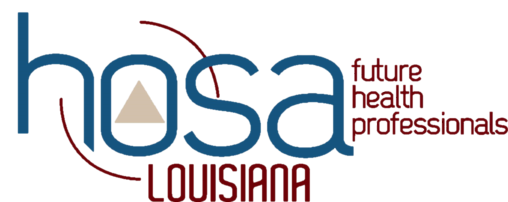 hosa
future
health
professionals
LOUISIANA